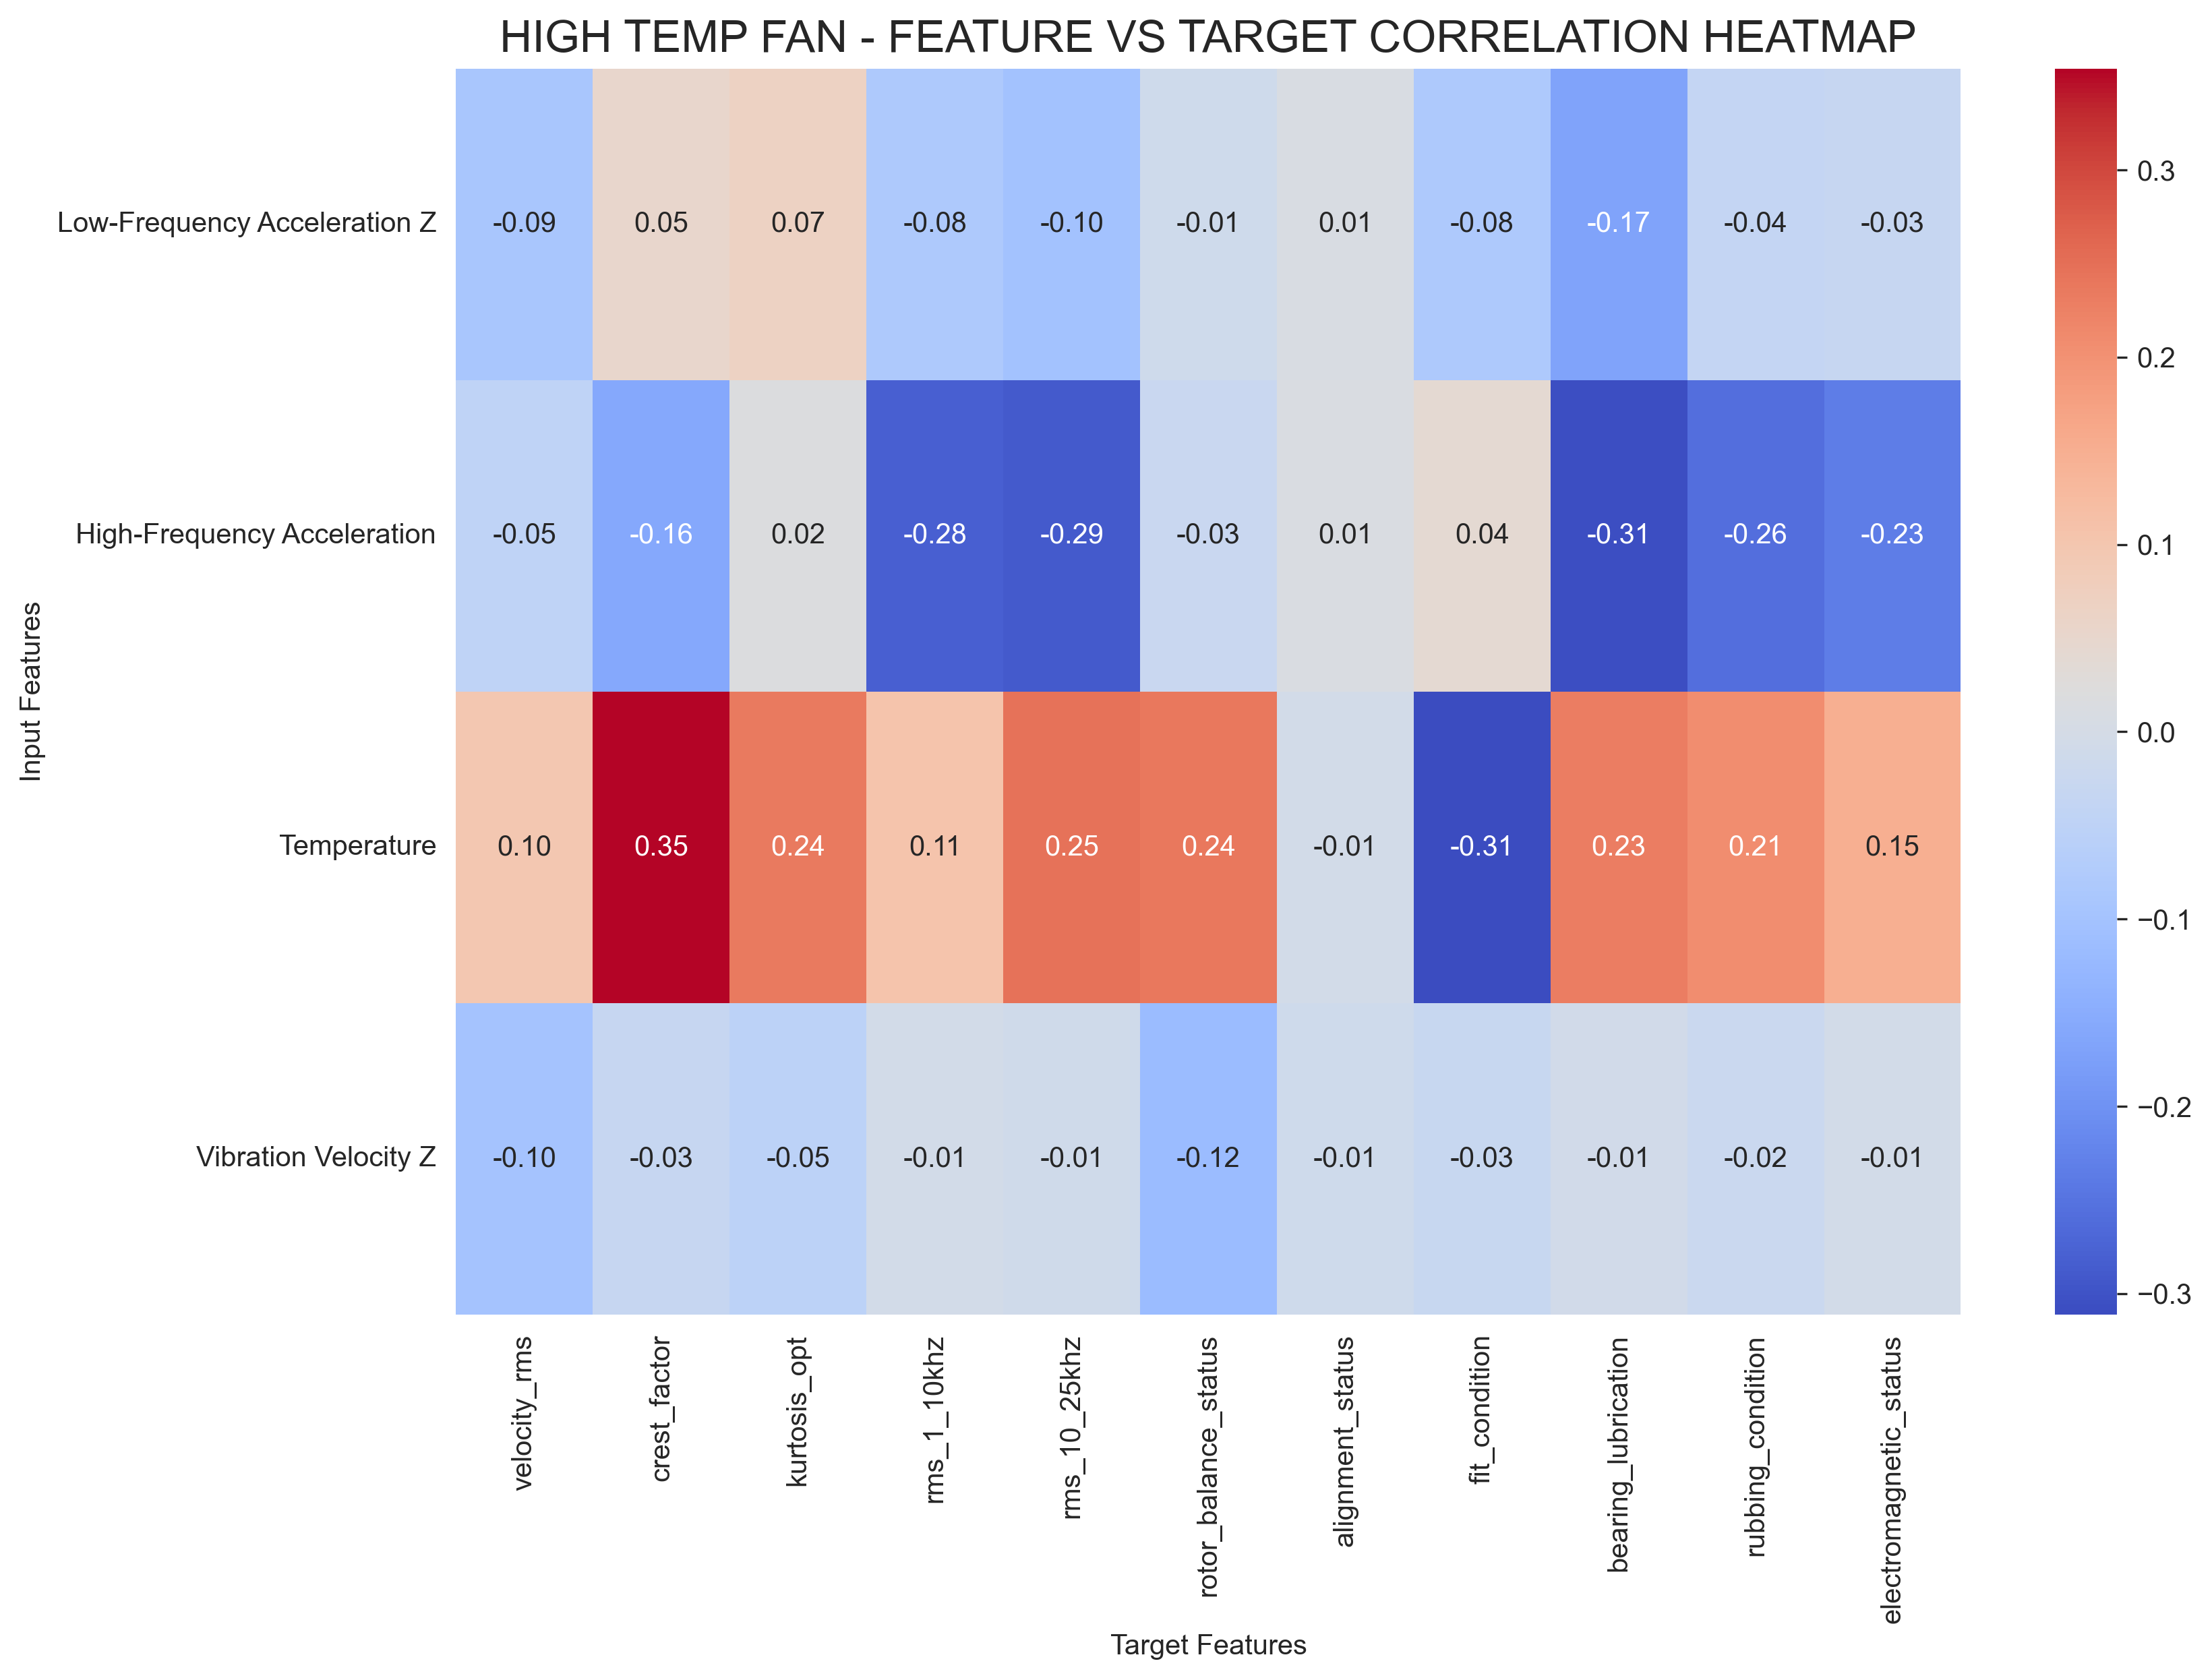 HIGH TEMP FAN - FEATURE VS TARGET CORRELATION HEATMAP
Input Features
Low-Frequency Acceleration Z -0.09 0.05 0.07 -0.08 -0.10 -0.01 0.01 -0.08 -0.17 -0.04 -0.03
High-Frequency Acceleration -0.05 -0.16 0.02 -0.28 -0.29 -0.03 0.01 0.04 -0.31 -0.26 -0.23
Temperature 0.10 0.35 0.24 0.11 0.25 0.24 -0.01 -0.31 0.23 0.21 0.15
Vibration Velocity Z -0.10 -0.03 -0.05 -0.01 -0.01 -0.12 -0.01 -0.03 -0.01 -0.02 -0.01
velocity_rms
crest_factor
kurtosis_opt
rms_1_10khz
rms_10_25khz
rotor_balance_status
alignment_status
fit_condition
bearing_lubrication
rubbing_condition
electromagnetic_status
Target Features
0.3
0.2
0.1
0.0
−0.1
−0.2
−0.3